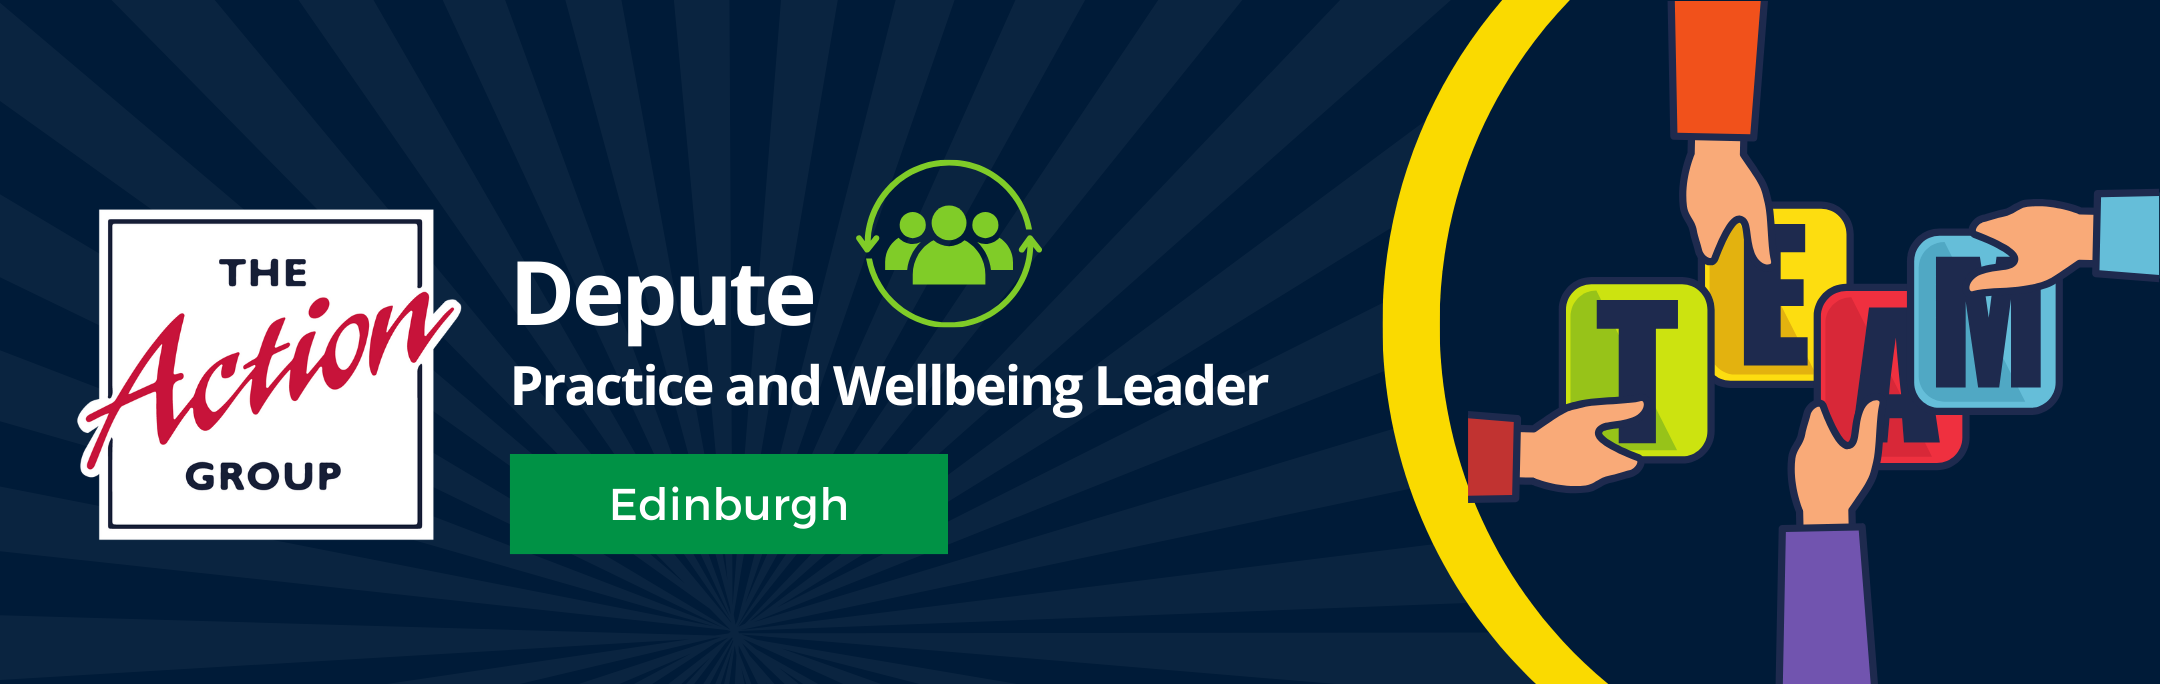 THE
Action
GROUP
Depute
Practice and Wellbeing Leader
Edinburgh
TEAM